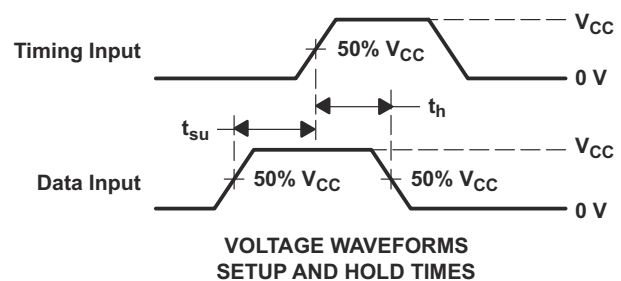 V_CC
Timing Input
50% V_CC
0 V
t_h
t_su
V_CC
Data Input
50% V_CC
50% V_CC
0 V
VOLTAGE WAVEFORMS
SETUP AND HOLD TIMES